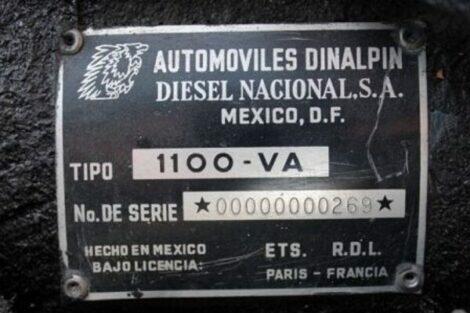 AUTOMOVILES DINALPIN
DIESEL NACIONAL, S.A.
MEXICO, D.F.
TIPO 1100-VA
No. DE SERIE ★00000000269★
HECHO EN MEXICO ETS. R.D.L.
BAJO LICENCIA: PARIS - FRANCIA